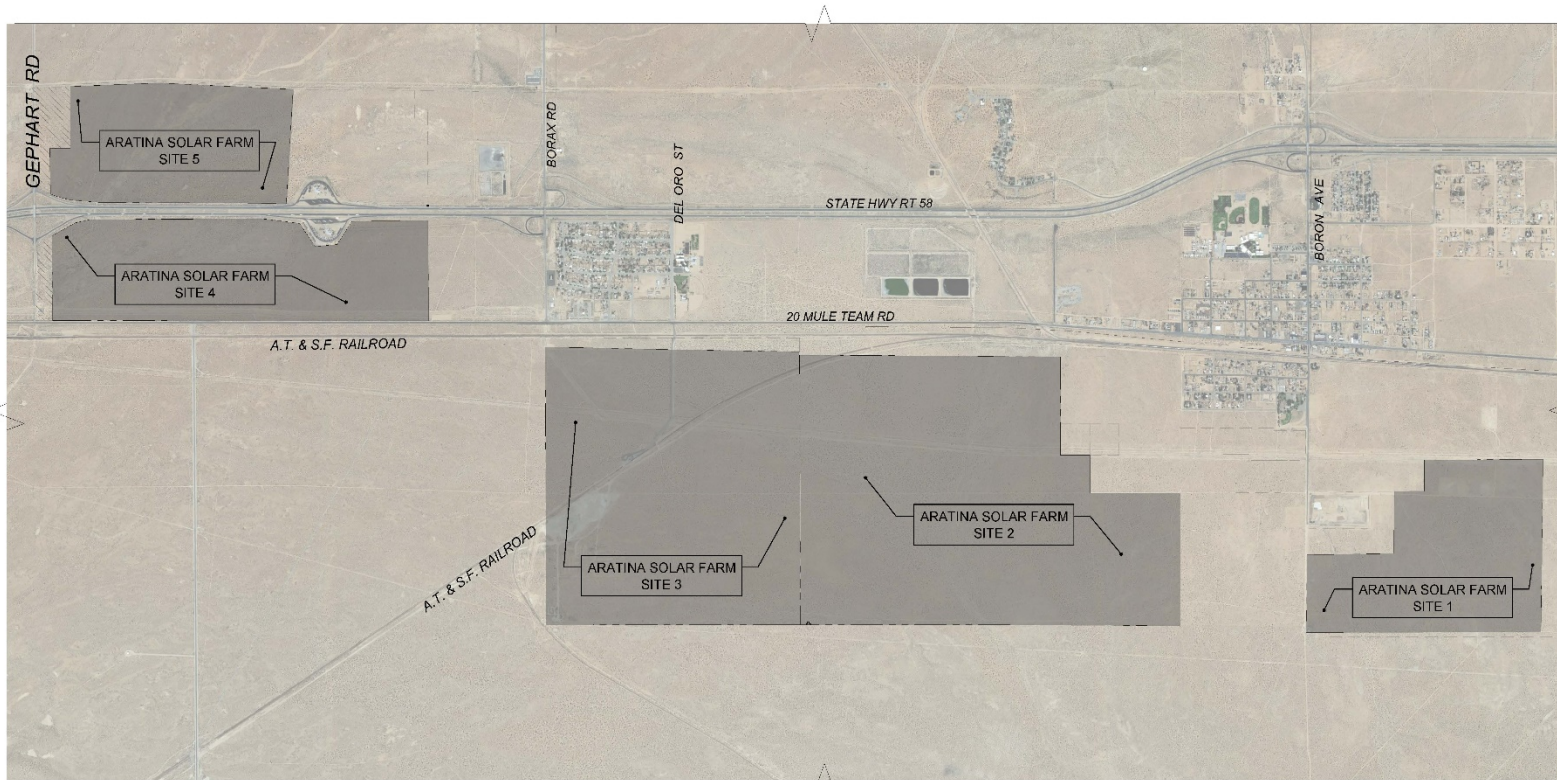 GEPHART RD
ARATINA SOLAR FARM
SITE 5
BORAX RD
DEL ORO ST
STATE HWY RT 58
BORON AVE
ARATINA SOLAR FARM
SITE 4
20 MULE TEAM RD
A.T. & S.F. RAILROAD
ARATINA SOLAR FARM
SITE 2
A.T. & S.F. RAILROAD
ARATINA SOLAR FARM
SITE 3
ARATINA SOLAR FARM
SITE 1